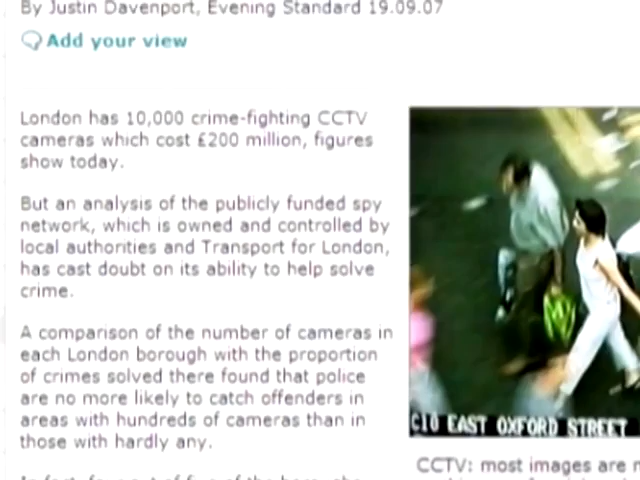 By Justin Davenport, Evening Standard 19.09.07
Add your view
London has 10,000 crime-fighting CCTV
cameras which cost £200 million, figures
show today.
But an analysis of the publicly funded spy
network, which is owned and controlled by
local authorities and Transport for London,
has cast doubt on its ability to help solve
crime.
A comparison of the number of cameras in
each London borough with the proportion
of crimes solved there found that police
are no more likely to catch offenders in
areas with hundreds of cameras than in
those with hardly any.
C10 EAST OXFORD STREET
CCTV: most images are